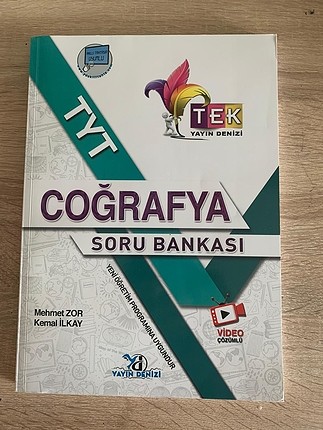 TYT
TEK
YAYIN DENİZİ
COĞRAFYA
SORU BANKASI
YENİ ÖĞRETİM PROGRAMINA UYGUNDUR
Mehmet ZOR
Kemal İLKAY
VİDEO
ÇÖZÜMLÜ
YAYIN DENİZİ